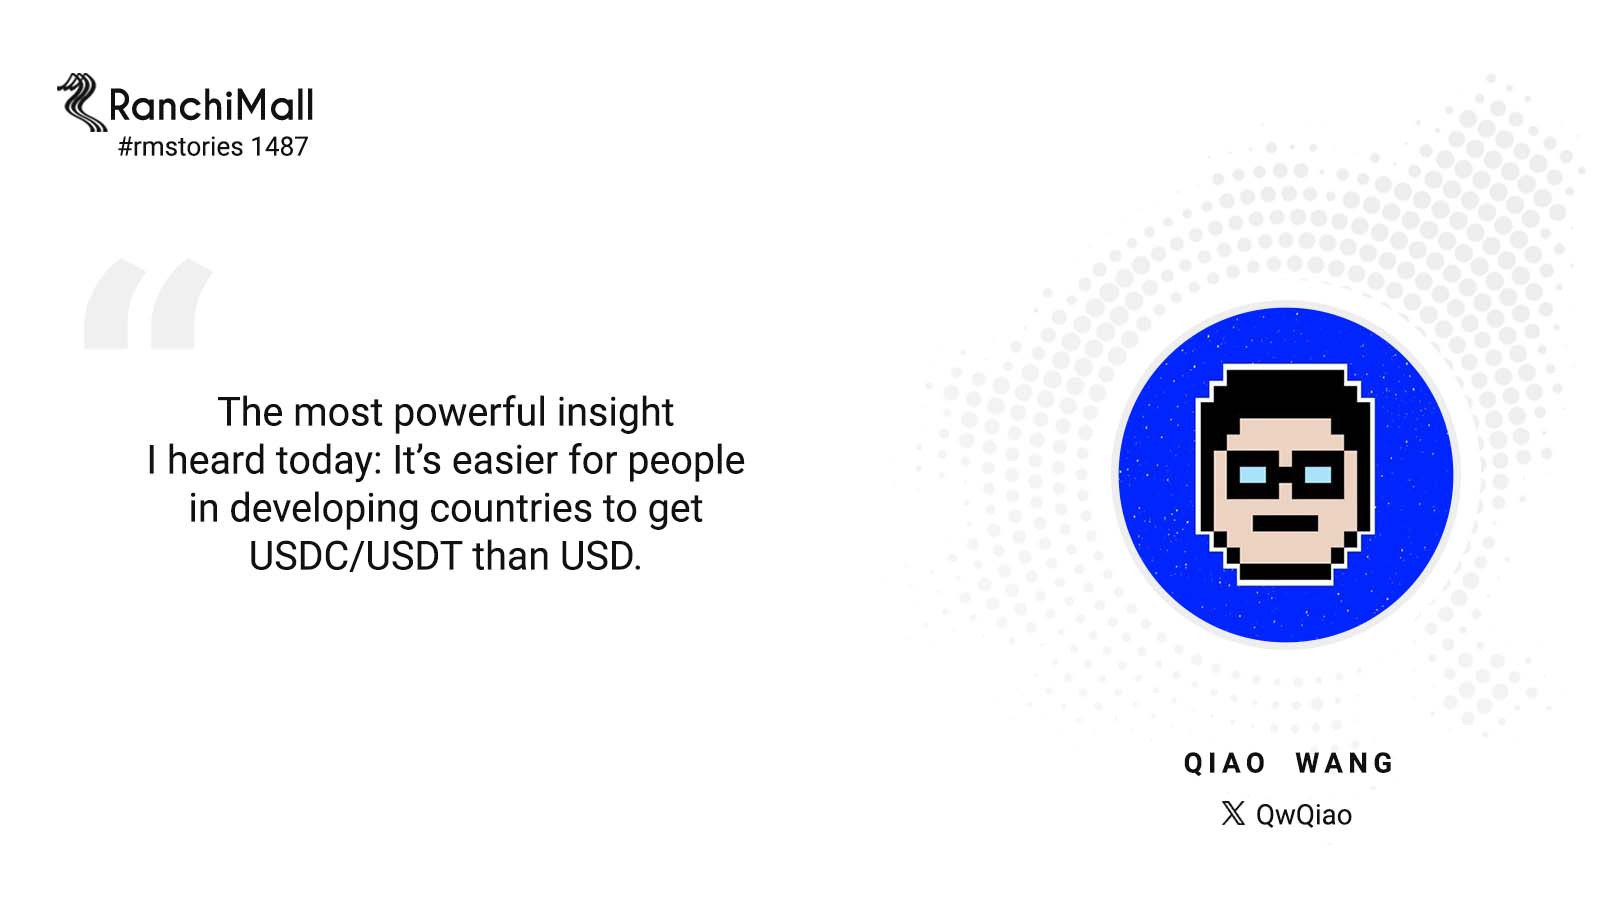 RanchiMall
#rmstories 1487
“
The most powerful insight
I heard today: It’s easier for people
in developing countries to get
USDC/USDT than USD.
QIAO WANG
𝕏 QwQiao